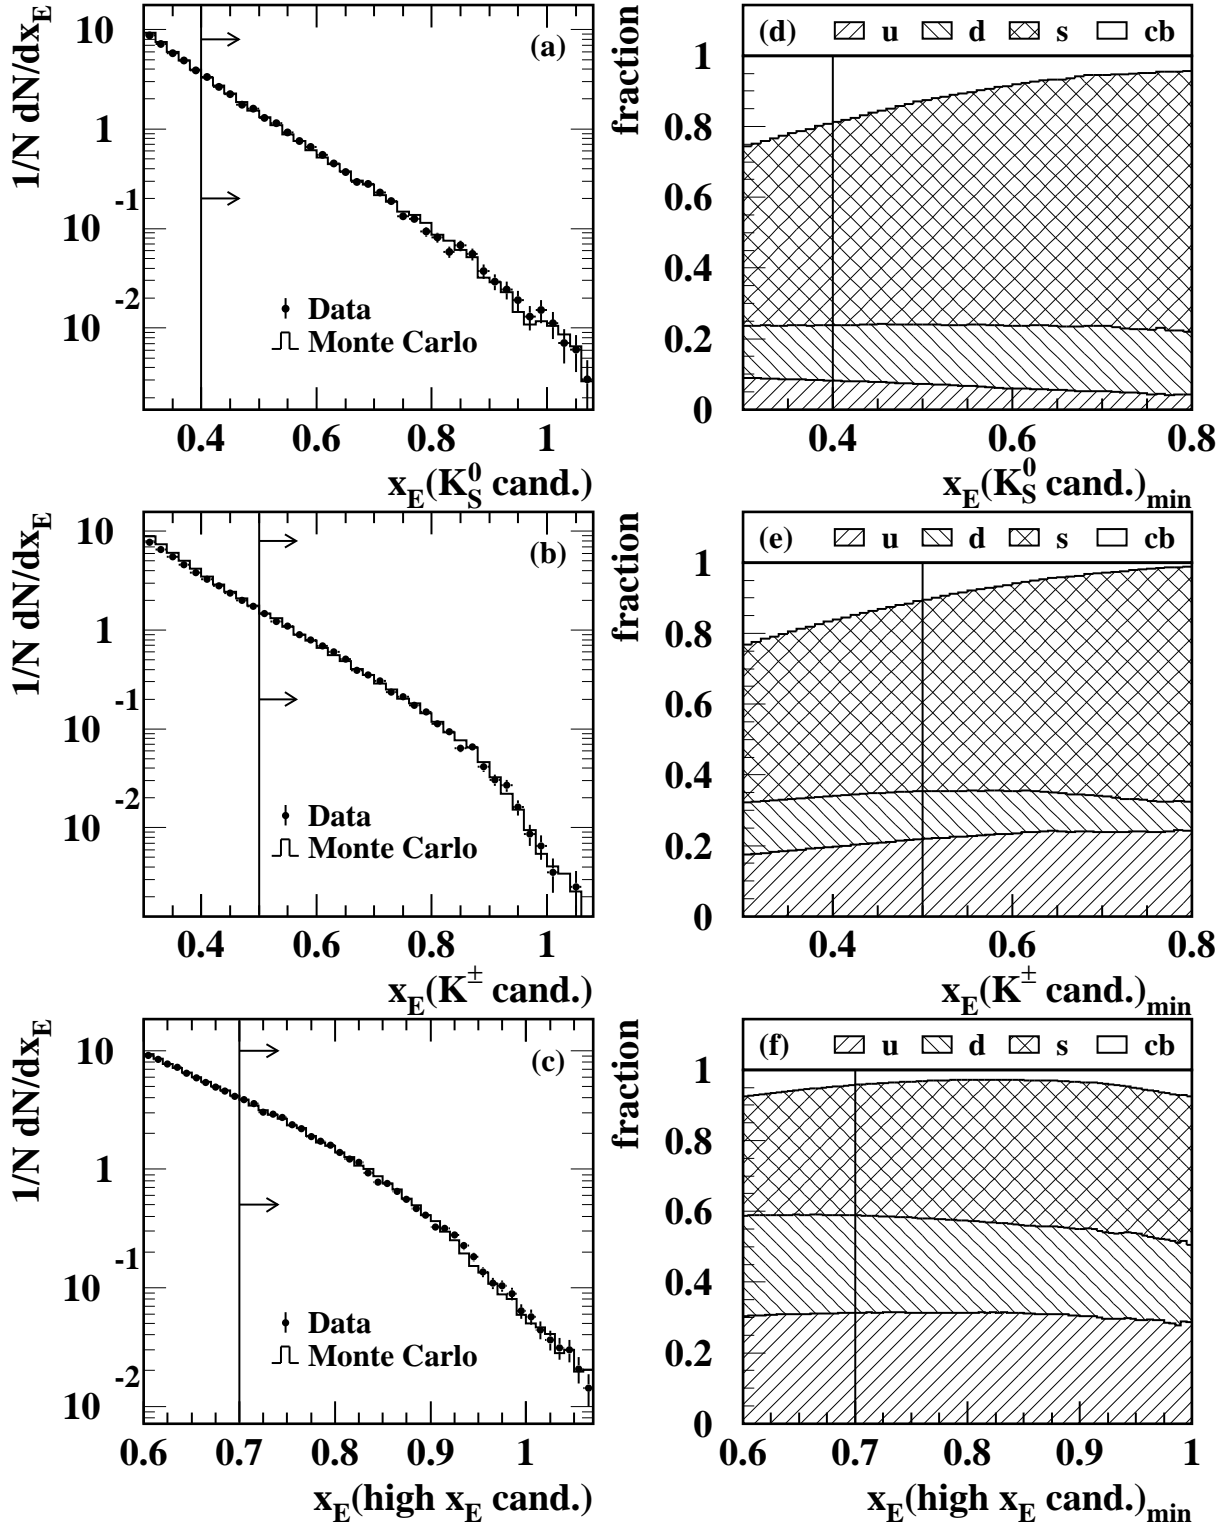 (a)
1/N dN/dx_E
10
1
10^-1
10^-2
Data
Monte Carlo
0.4 0.6 0.8 1
x_E(K_S^0 cand.)
(d) u d s cb
fraction
1
0.8
0.6
0.4
0.2
0
0.4 0.6 0.8
x_E(K_S^0 cand.)_min
(b)
1/N dN/dx_E
10
1
10^-1
10^-2
Data
Monte Carlo
0.4 0.6 0.8 1
x_E(K^± cand.)
(e) u d s cb
fraction
1
0.8
0.6
0.4
0.2
0
0.4 0.6 0.8
x_E(K^± cand.)_min
(c)
1/N dN/dx_E
10
1
10^-1
10^-2
Data
Monte Carlo
0.6 0.7 0.8 0.9 1
x_E(high x_E cand.)
(f) u d s cb
fraction
1
0.8
0.6
0.4
0.2
0
0.6 0.7 0.8 0.9 1
x_E(high x_E cand.)_min